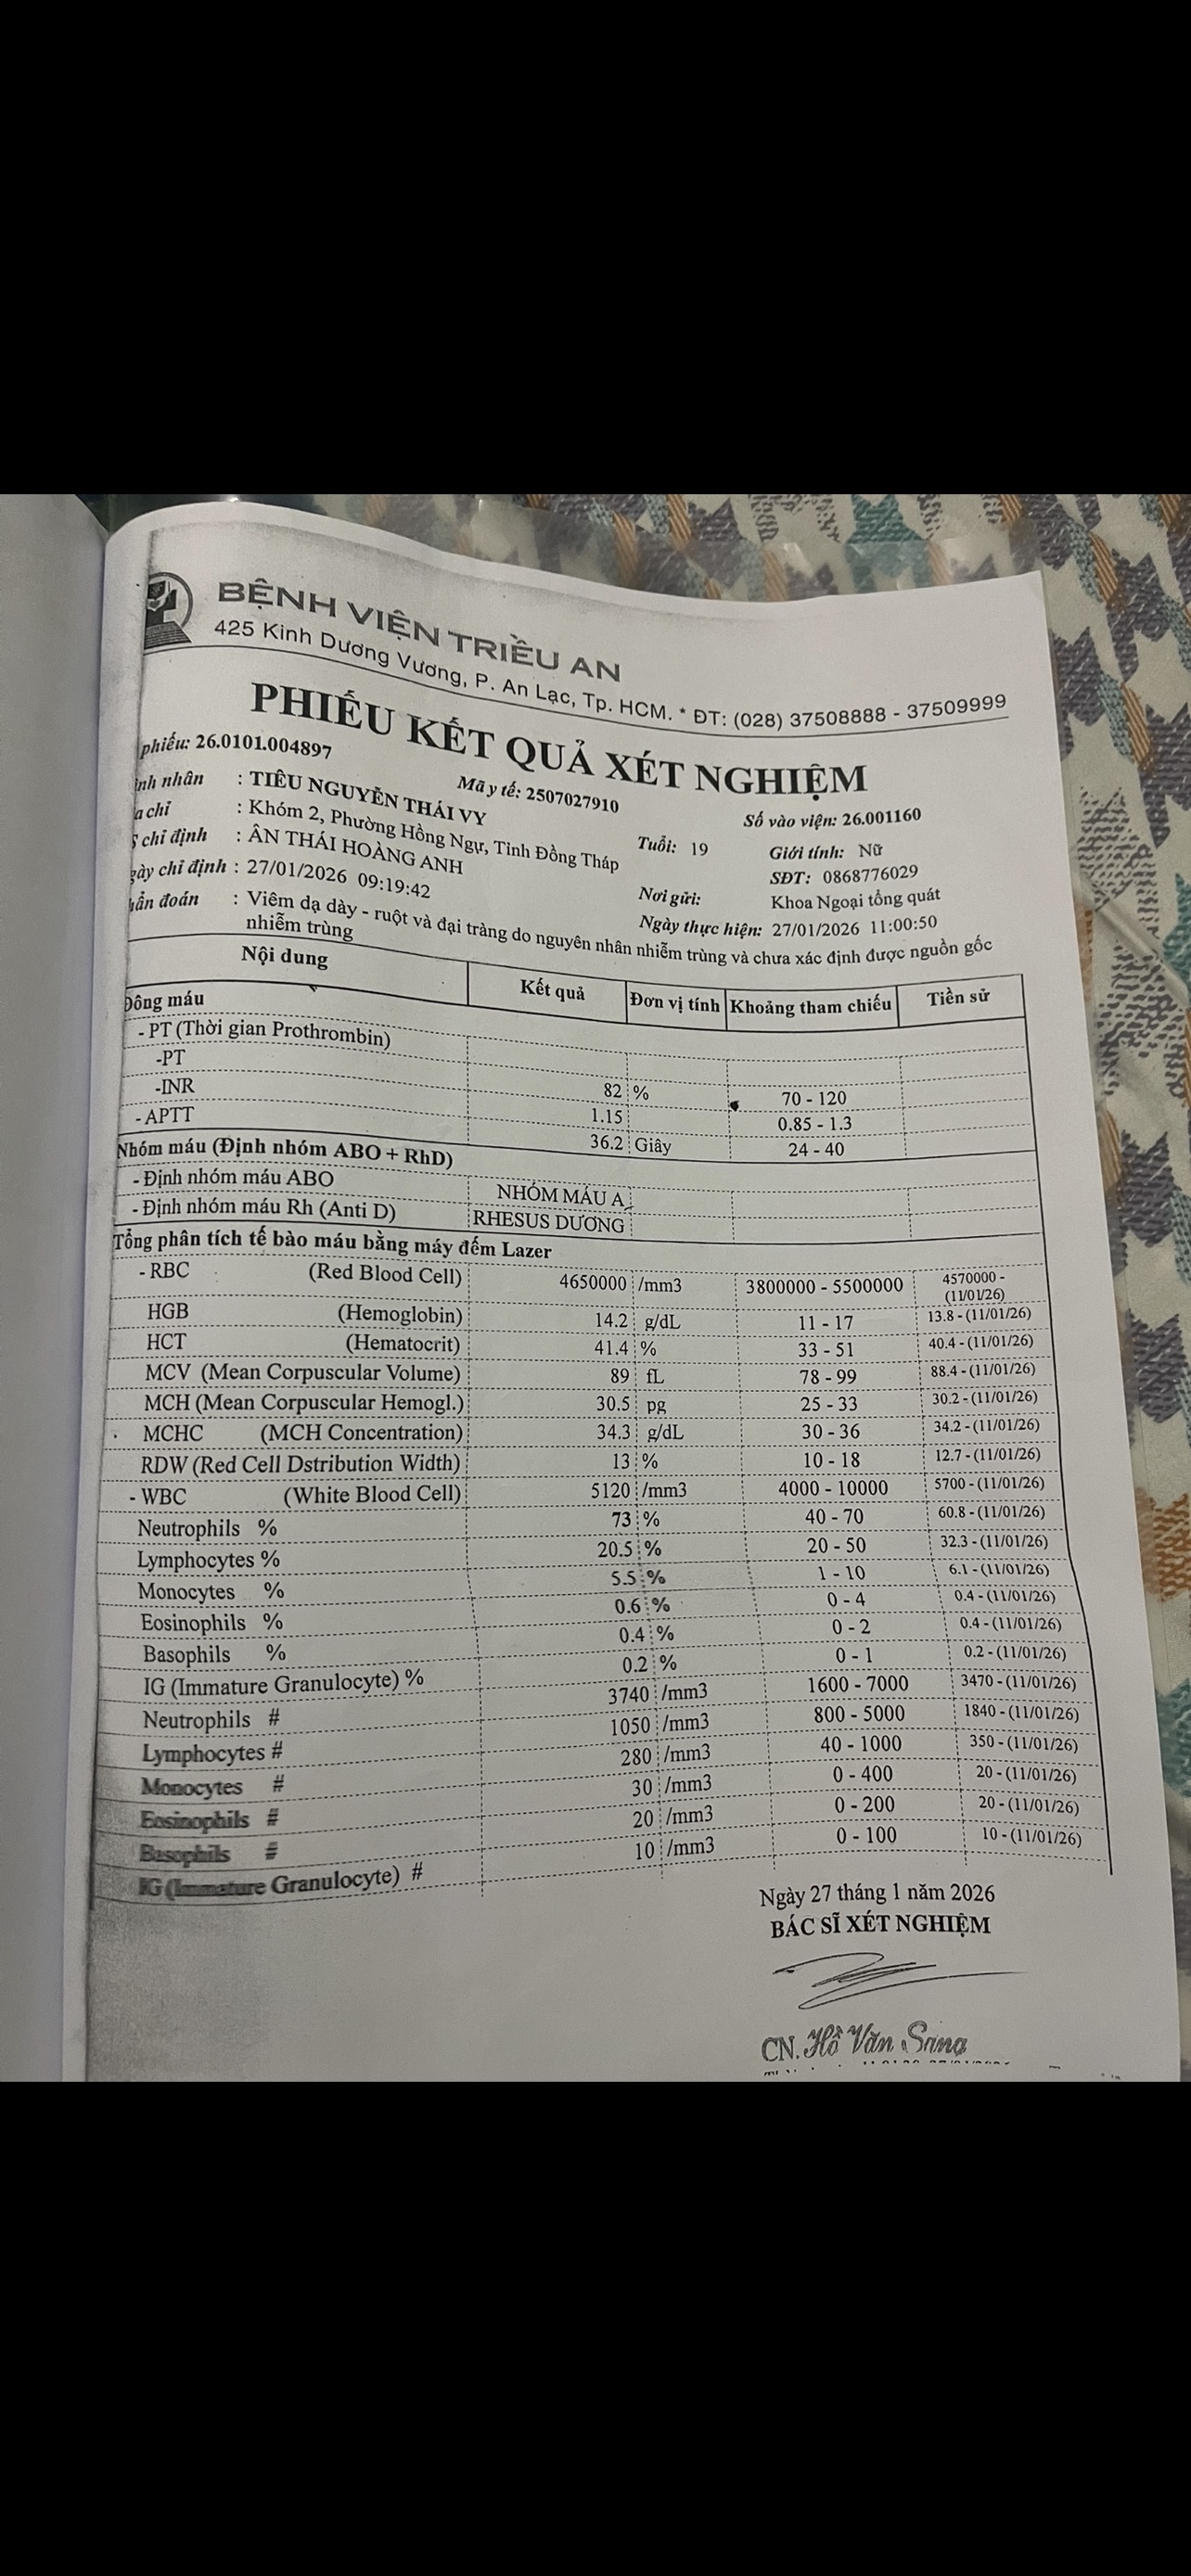 BỆNH VIỆN TRIỀU AN
425 Kinh Dương Vương, P. An Lạc, Tp. HCM. * ĐT: (028) 37508888 - 37509999
PHIẾU KẾT QUẢ XÉT NGHIỆM
phiếu: 26.0101.004897 Mã y tế: 2507027910 Số vào viện: 26.001160
nh nhân : TIÊU NGUYỄN THÁI VY Tuổi: 19 Giới tính: Nữ
a chỉ : Khóm 2, Phường Hồng Ngự, Tỉnh Đồng Tháp SĐT: 0868776029
chỉ định : ÂN THÁI HOÀNG ANH Nơi gửi: Khoa Ngoại tổng quát
gày chỉ định : 27/01/2026 09:19:42 Ngày thực hiện: 27/01/2026 11:00:50
hẩn đoán : Viêm dạ dày - ruột và đại tràng do nguyên nhân nhiễm trùng và chưa xác định được nguồn gốc
nhiễm trùng
Nội dung Kết quả Đơn vị tính Khoảng tham chiếu Tiền sử
Đông máu
- PT (Thời gian Prothrombin)
-PT 82 % 70 - 120
-INR 1.15 0.85 - 1.3
- APTT 36.2 Giây 24 - 40
Nhóm máu (Định nhóm ABO + RhD)
- Định nhóm máu ABO NHÓM MÁU A
- Định nhóm máu Rh (Anti D) RHESUS DƯƠNG
Tổng phân tích tế bào máu bằng máy đếm Lazer
- RBC (Red Blood Cell) 4650000 /mm3 3800000 - 5500000 4570000 -
(11/01/26)
HGB (Hemoglobin) 14.2 g/dL 11 - 17 13.8 - (11/01/26)
HCT (Hematocrit) 41.4 % 33 - 51 40.4 - (11/01/26)
MCV (Mean Corpuscular Volume) 89 fL 78 - 99 88.4 - (11/01/26)
MCH (Mean Corpuscular Hemogl.) 30.5 pg 25 - 33 30.2 - (11/01/26)
MCHC (MCH Concentration) 34.3 g/dL 30 - 36 34.2 - (11/01/26)
RDW (Red Cell Dstribution Width) 13 % 10 - 18 12.7 - (11/01/26)
- WBC (White Blood Cell) 5120 /mm3 4000 - 10000 5700 - (11/01/26)
Neutrophils % 73 % 40 - 70 60.8 - (11/01/26)
Lymphocytes % 20.5 % 20 - 50 32.3 - (11/01/26)
Monocytes % 5.5 % 1 - 10 6.1 - (11/01/26)
Eosinophils % 0.6 % 0 - 4 0.4 - (11/01/26)
Basophils % 0.4 % 0 - 2 0.4 - (11/01/26)
IG (Immature Granulocyte) % 0.2 % 0 - 1 0.2 - (11/01/26)
Neutrophils # 3740 /mm3 1600 - 7000 3470 - (11/01/26)
Lymphocytes # 1050 /mm3 800 - 5000 1840 - (11/01/26)
Monocytes # 280 /mm3 40 - 1000 350 - (11/01/26)
Eosinophils # 30 /mm3 0 - 400 20 - (11/01/26)
Basophils # 20 /mm3 0 - 200 20 - (11/01/26)
IG (Immature Granulocyte) # 10 /mm3 0 - 100 10 - (11/01/26)
Ngày 27 tháng 1 năm 2026
BÁC SĨ XÉT NGHIỆM
CN. Hồ Văn Sang